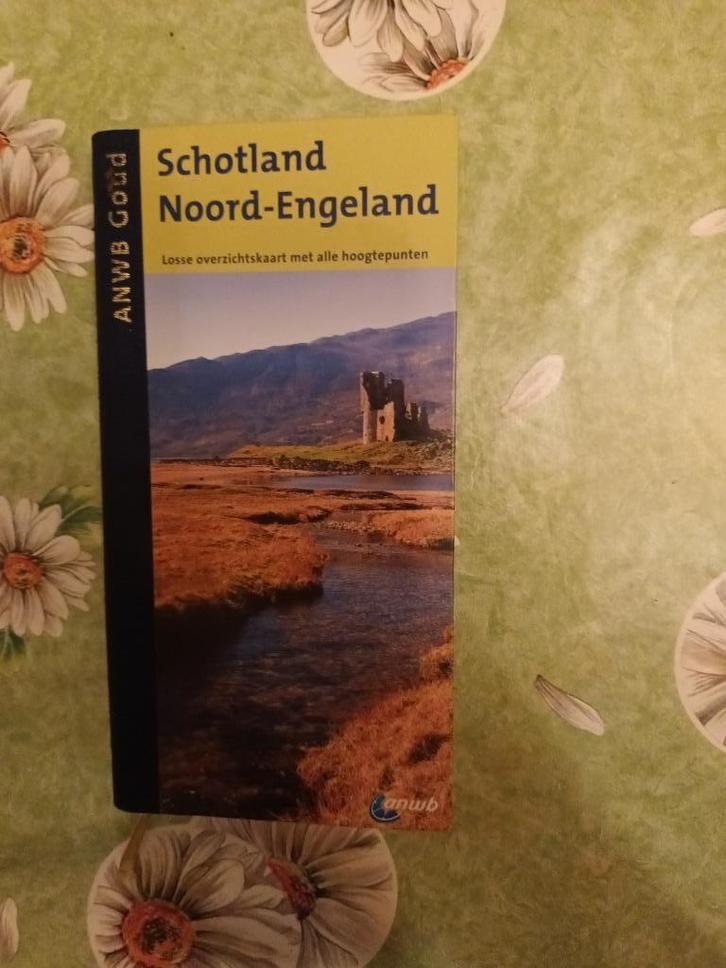 ANWB Goud
Schotland
Noord-Engeland
Losse overzichtskaart met alle hoogtepunten
anwb